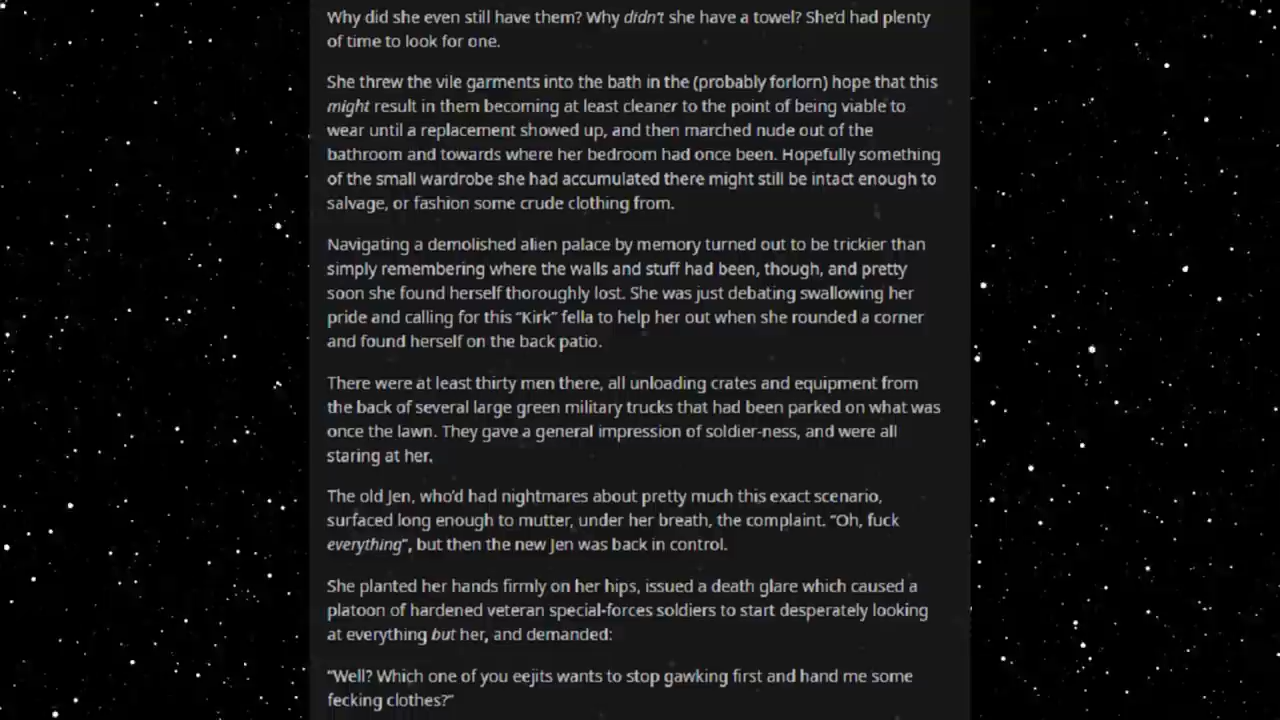 Why did she even still have them? Why didn't she have a towel? She'd had plenty
of time to look for one.
She threw the vile garments into the bath in the (probably forlorn) hope that this
might result in them becoming at least cleaner to the point of being viable to
wear until a replacement showed up, and then marched nude out of the
bathroom and towards where her bedroom had once been. Hopefully something
of the small wardrobe she had accumulated there might still be intact enough to
salvage, or fashion some crude clothing from.
Navigating a demolished alien palace by memory turned out to be trickier than
simply remembering where the walls and stuff had been, though, and pretty
soon she found herself thoroughly lost. She was just debating swallowing her
pride and calling for this "Kirk" fella to help her out when she rounded a corner
and found herself on the back patio.
There were at least thirty men there, all unloading crates and equipment from
the back of several large green military trucks that had been parked on what was
once the lawn. They gave a general impression of soldier-ness, and were all
staring at her.
The old Jen, who'd had nightmares about pretty much this exact scenario,
surfaced long enough to mutter, under her breath, the complaint. "Oh, fuck
everything", but then the new Jen was back in control.
She planted her hands firmly on her hips, issued a death glare which caused a
platoon of hardened veteran special-forces soldiers to start desperately looking
at everything but her, and demanded:
"Well? Which one of you eejits wants to stop gawking first and hand me some
fecking clothes?"